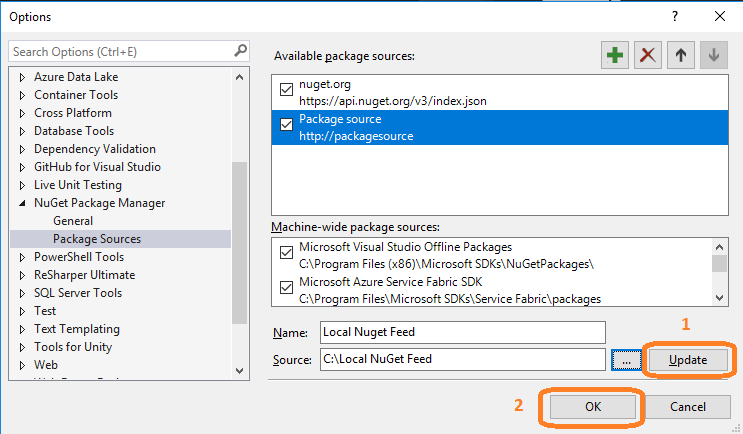 Options
Search Options (Ctrl+E)
Azure Data Lake
Container Tools
Cross Platform
Database Tools
Dependency Validation
GitHub for Visual Studio
Live Unit Testing
NuGet Package Manager
General
Package Sources
PowerShell Tools
ReSharper Ultimate
SQL Server Tools
Test
Text Templating
Tools for Unity
Web
Available package sources:
nuget.org
https://api.nuget.org/v3/index.json
Package source
http://packagesource
Machine-wide package sources:
Microsoft Visual Studio Offline Packages
C:\Program Files (x86)\Microsoft SDKs\NuGetPackages\
Microsoft Azure Service Fabric SDK
C:\Program Files\Microsoft SDKs\Service Fabric\packages
1
Name: Local Nuget Feed
Source: C:\Local NuGet Feed ... Update
2 OK Cancel